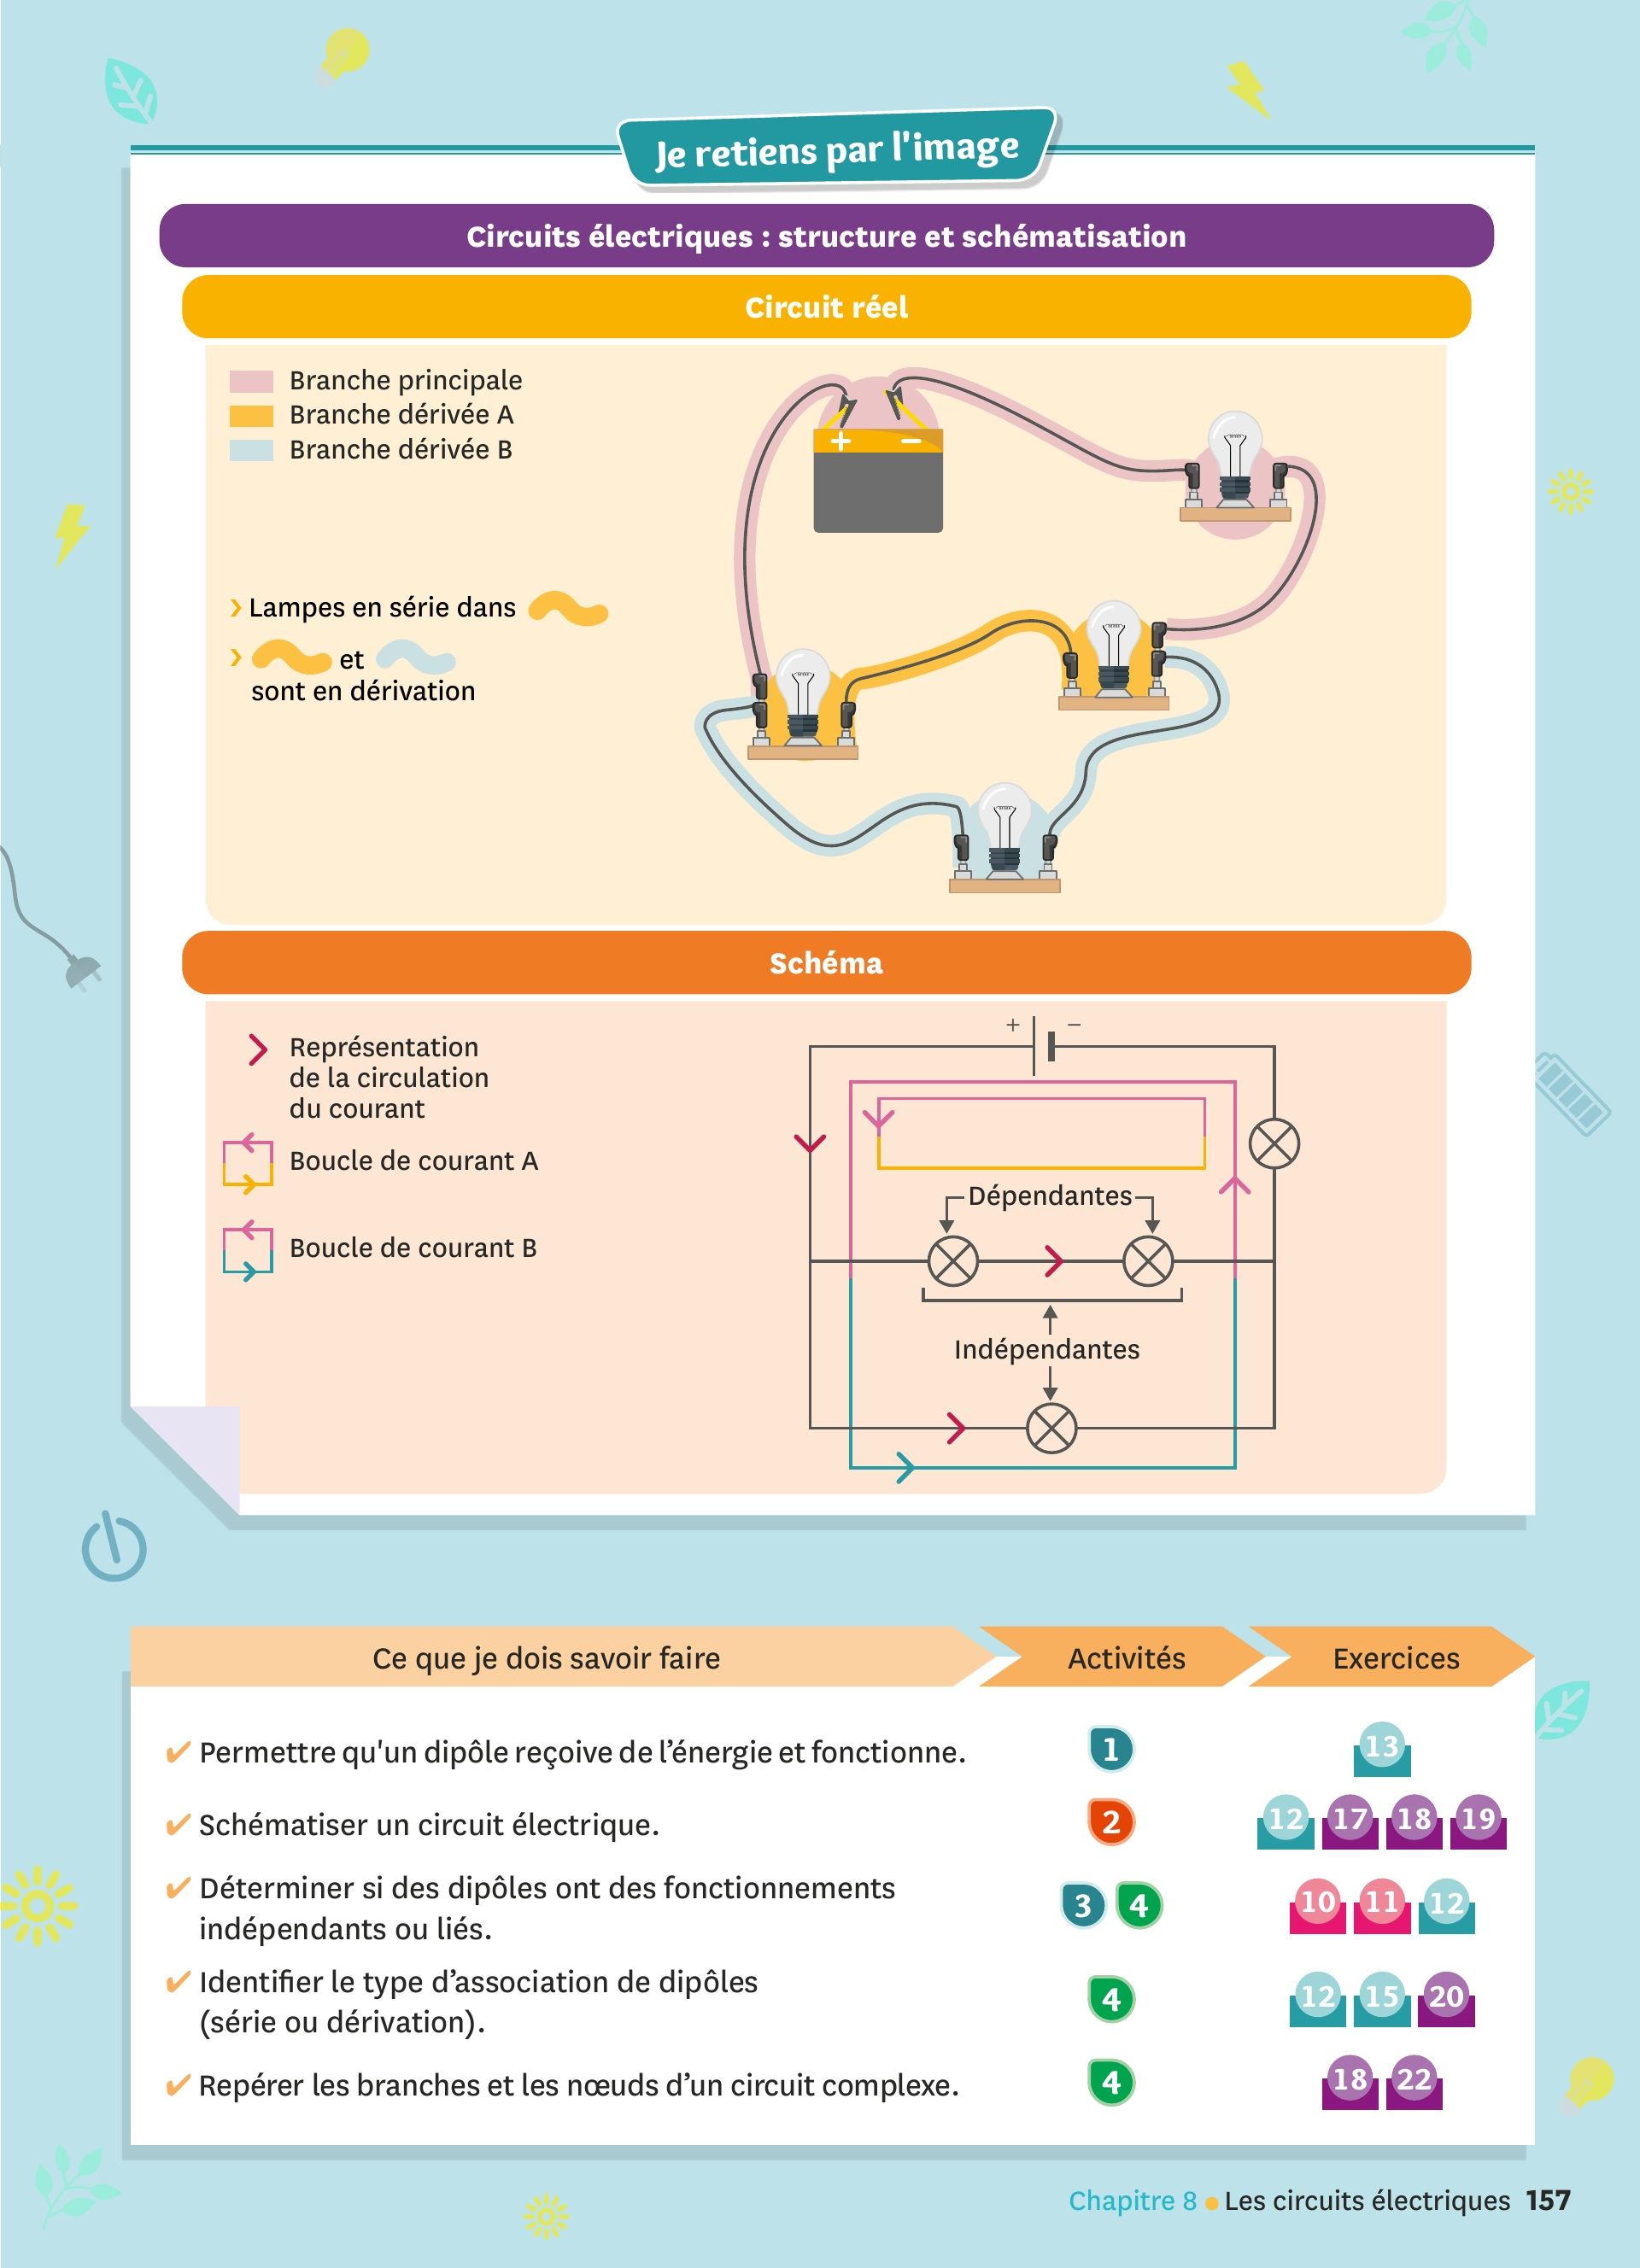 Je retiens par l'image
Circuits électriques : structure et schématisation
Circuit réel
Branche principale
Branche dérivée A
Branche dérivée B
+ −
› Lampes en série dans
› et
sont en dérivation
Schéma
Représentation
de la circulation
du courant
Boucle de courant A
Boucle de courant B
+ −
Dépendantes
Indépendantes
Ce que je dois savoir faire Activités Exercices
✔ Permettre qu'un dipôle reçoive de l’énergie et fonctionne. 1 13
✔ Schématiser un circuit électrique. 2 12 17 18 19
✔ Déterminer si des dipôles ont des fonctionnements
indépendants ou liés. 3 4 10 11 12
✔ Identifier le type d’association de dipôles
(série ou dérivation). 4 12 15 20
✔ Repérer les branches et les nœuds d’un circuit complexe. 4 18 22
Chapitre 8 • Les circuits électriques 157